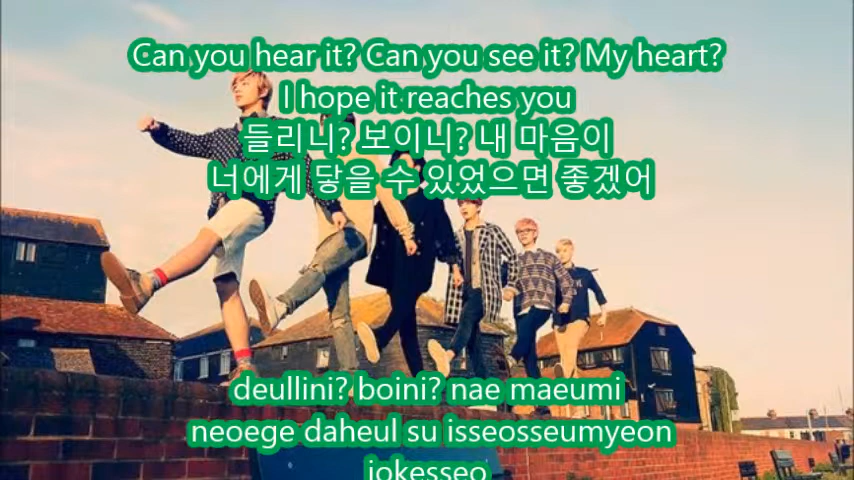 Can you hear it? Can you see it? My heart?
I hope it reaches you
들리니? 보이니? 내 마음이
너에게 닿을 수 있었으면 좋겠어
deullini? boini? nae maeumi
neoege daheul su isseosseumyeon
jokesseo